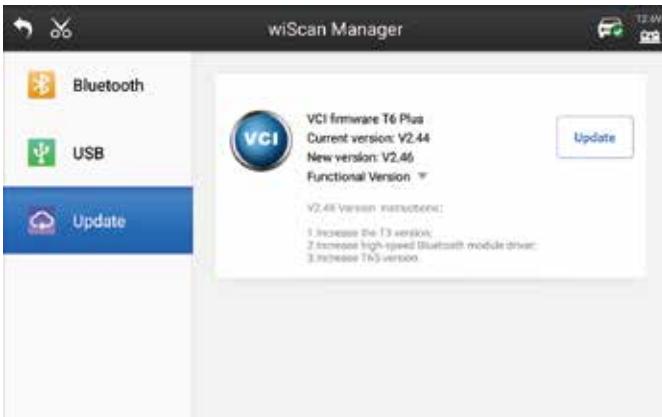 wiScan Manager
Bluetooth
USB
Update
VCI
VCI firmware T6 Plus
Current version: V2.44
New version: V2.46
Functional Version
Update
V2.46 Version instructions:
1.Increase the T3 version;
2.Increase high-speed Bluetooth module driver;
3.Increase version